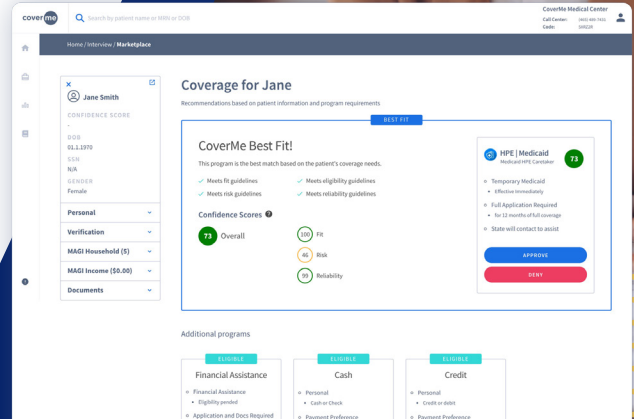 cover me
Search by patient name or MRN or DOB
CoverMe Medical Center
Call Center:
Code:
Home / Interview / Marketplace
Jane Smith
CONFIDENCE SCORE
-
DOB
01.1.1970
SSN
N/A
GENDER
Female
Personal
Verification
MAGI Household (5)
MAGI Income ($0.00)
Documents
Coverage for Jane
Recommendations based on patient information and program requirements
BEST FIT
CoverMe Best Fit!
This program is the best match based on the patient's coverage needs.
Meets fit guidelines
Meets eligibility guidelines
Meets risk guidelines
Meets reliability guidelines
Confidence Scores
73 Overall
100 Fit
46 Risk
99 Reliability
HPE | Medicaid
Medicaid HPE Caretaker
73
Temporary Medicaid
Effective Immediately
Full Application Required
for 12 months of full coverage
State will contact to assist
APPROVE
DENY
Additional programs
ELIGIBLE
Financial Assistance
Financial Assistance
Eligibility pended
Application and Docs Required
ELIGIBLE
Cash
Personal
Cash or Check
Payment Preference
ELIGIBLE
Credit
Personal
Credit or debit
Payment Preference